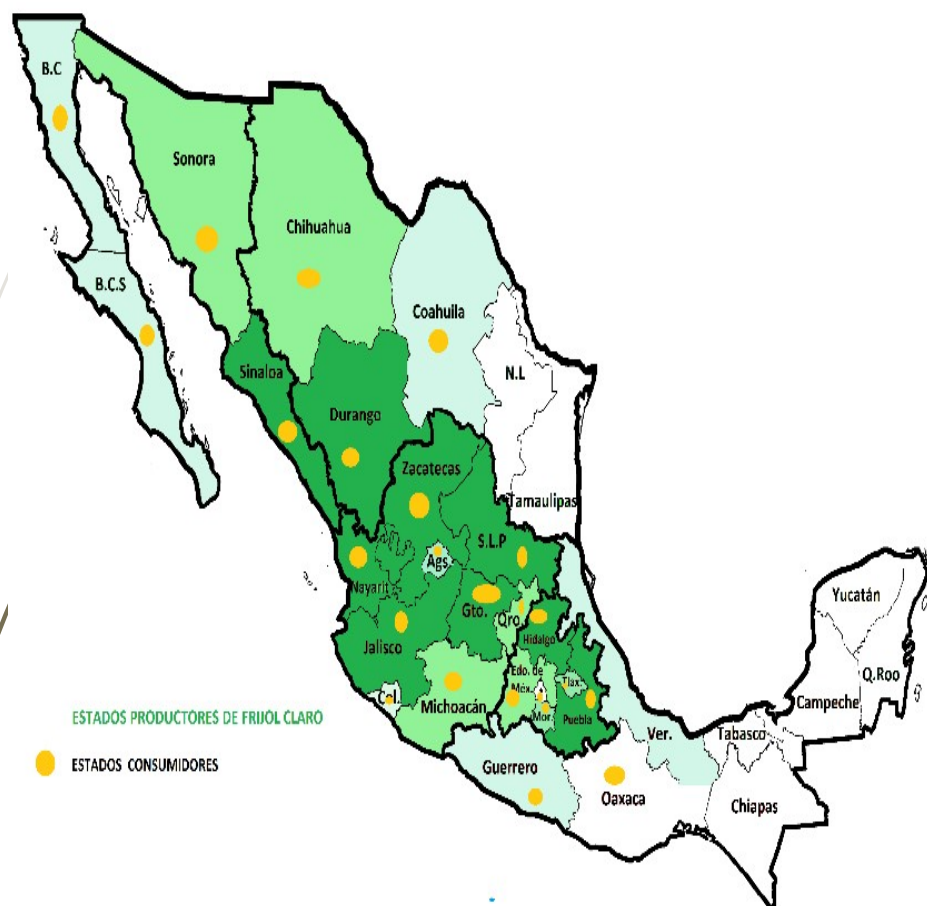 B.C
Sonora
Chihuahua
B.C.S
Coahuila
Sinaloa
N.L
Durango
Zacatecas
Tamaulipas
S.L.P
Ags.
Nayarit
Gto.
Qro.
Hidalgo
Yucatán
Jalisco
Q.Roo
Edo. de
Méx.
Tlax.
Col.
Michoacán
Mor.
Puebla
Campeche
ESTADOS PRODUCTORES DE FRIJOL CLARO
Ver.
Tabasco
ESTADOS CONSUMIDORES
Guerrero
Oaxaca
Chiapas